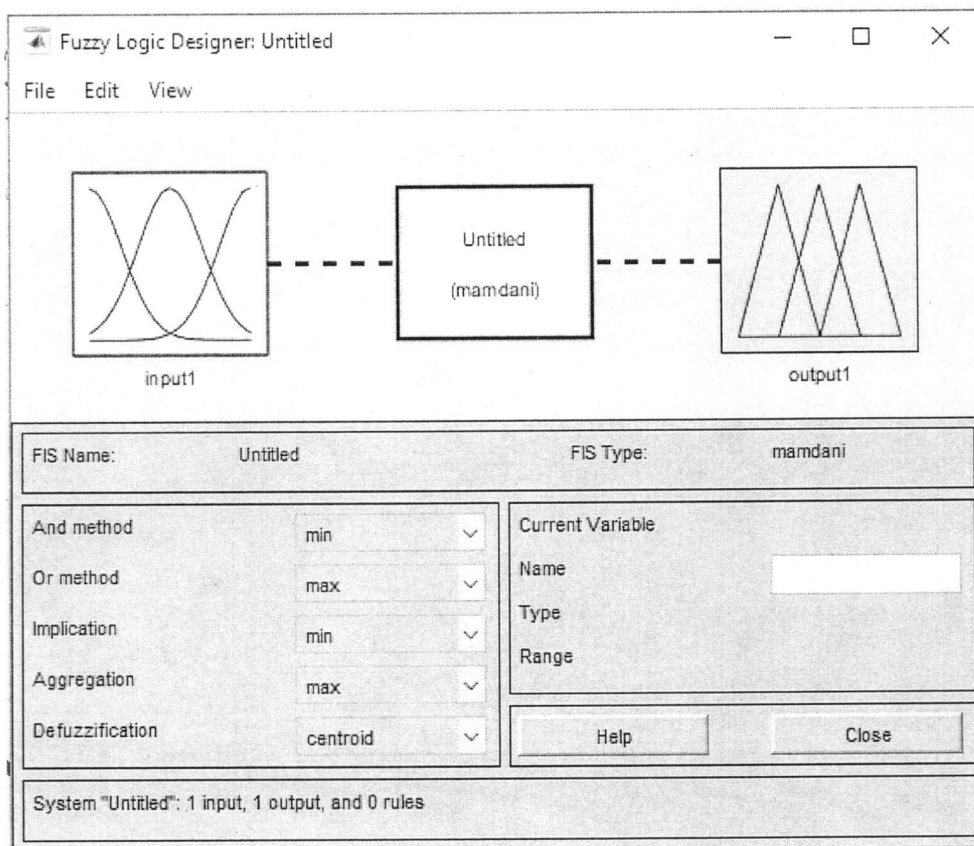 Fuzzy Logic Designer: Untitled
File Edit View
Untitled
(mamdani)
input1
output1
FIS Name: Untitled FIS Type: mamdani
And method min
Or method max
Implication min
Aggregation max
Defuzzification centroid
Current Variable
Name
Type
Range
Help Close
System "Untitled": 1 input, 1 output, and 0 rules